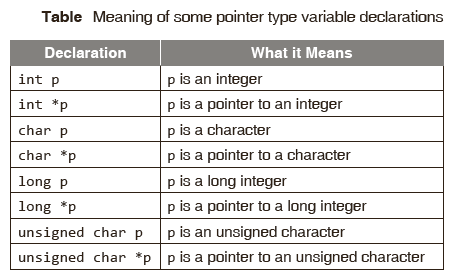 Table Meaning of some pointer type variable declarations
Declaration What it Means
int p p is an integer
int *p p is a pointer to an integer
char p p is a character
char *p p is a pointer to a character
long p p is a long integer
long *p p is a pointer to a long integer
unsigned char p p is an unsigned character
unsigned char *p p is a pointer to an unsigned character